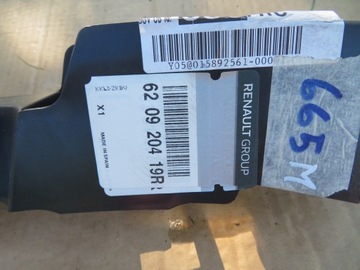 Y05@015892561-000
X1
MADE IN SPAIN
62 09 204 19R
RENAULT GROUP
665M